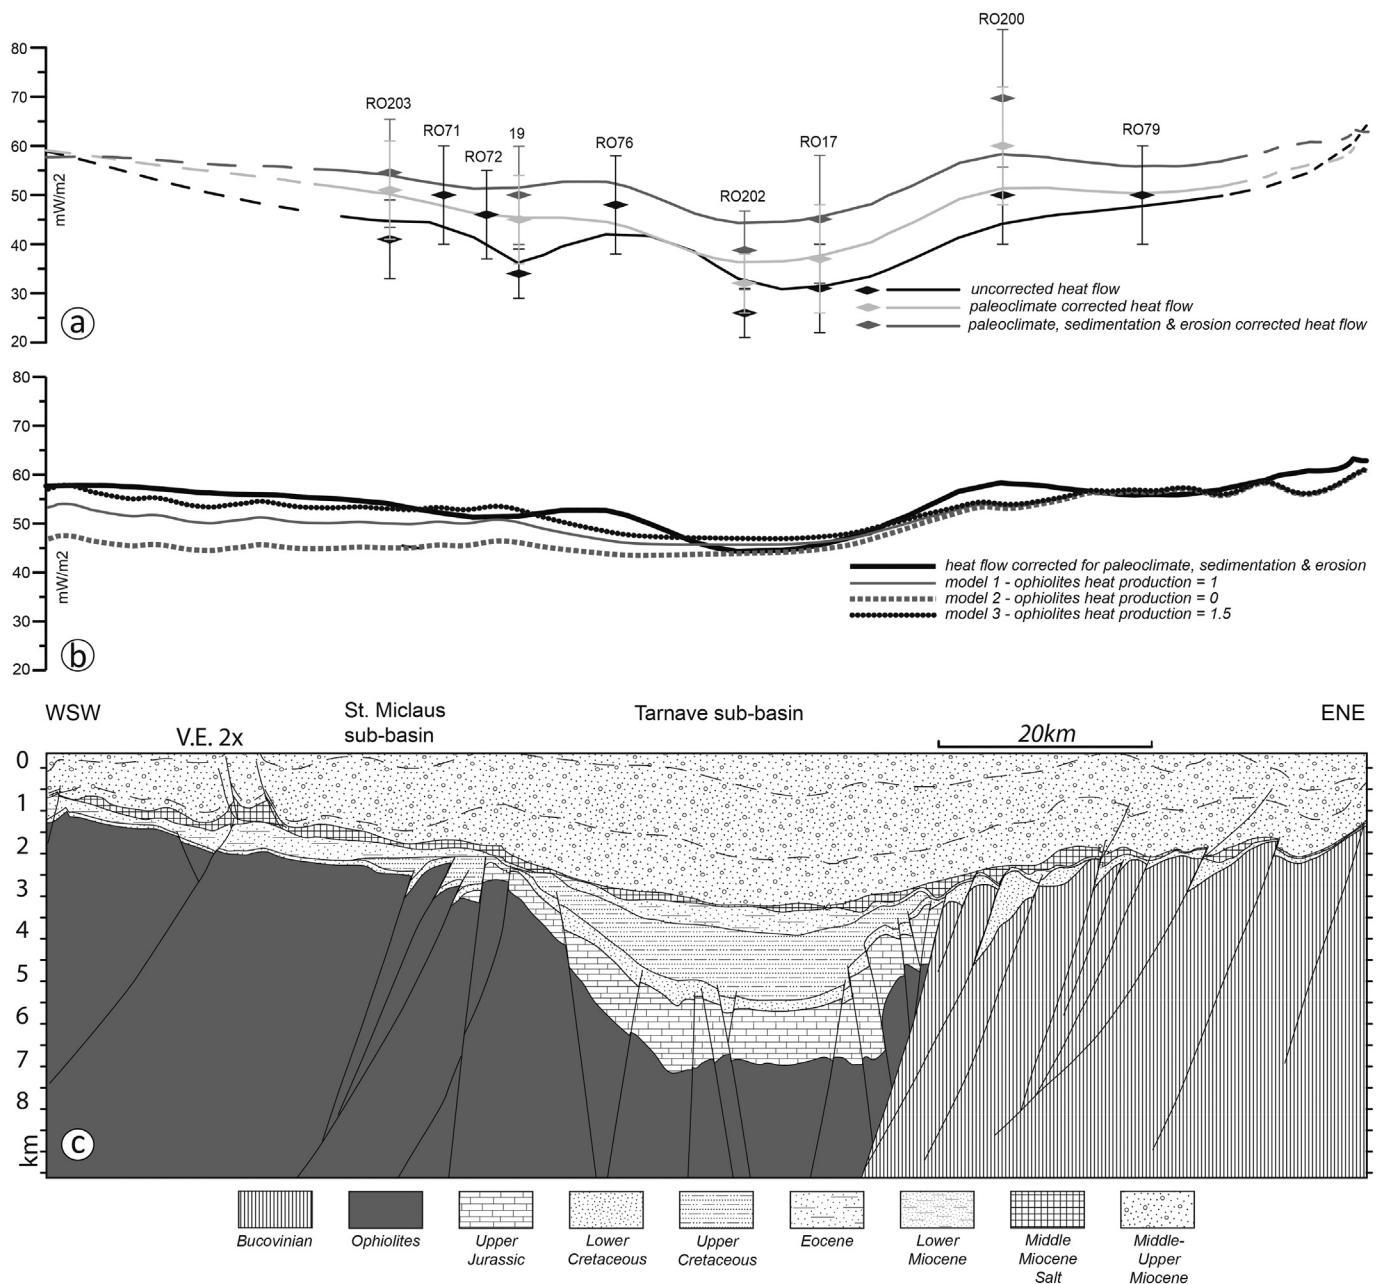 RO200
80
70
RO203
RO71
19
RO76
RO17
RO79
60
RO72
RO202
50
mW/m2
40
30
20
uncorrected heat flow
paleoclimate corrected heat flow
paleoclimate, sedimentation & erosion corrected heat flow
a
80
70
60
50
mW/m2
40
30
20
heat flow corrected for paleoclimate, sedimentation & erosion
model 1 - ophiolites heat production = 1
model 2 - ophiolites heat production = 0
model 3 - ophiolites heat production = 1.5
b
WSW
St. Miclaus
sub-basin
Tarnave sub-basin
ENE
V.E. 2x
20km
0
1
2
3
4
5
6
7
8
km
c
Bucovinian
Ophiolites
Upper
Jurassic
Lower
Cretaceous
Upper
Cretaceous
Eocene
Lower
Miocene
Middle
Miocene
Salt
Middle-
Upper
Miocene